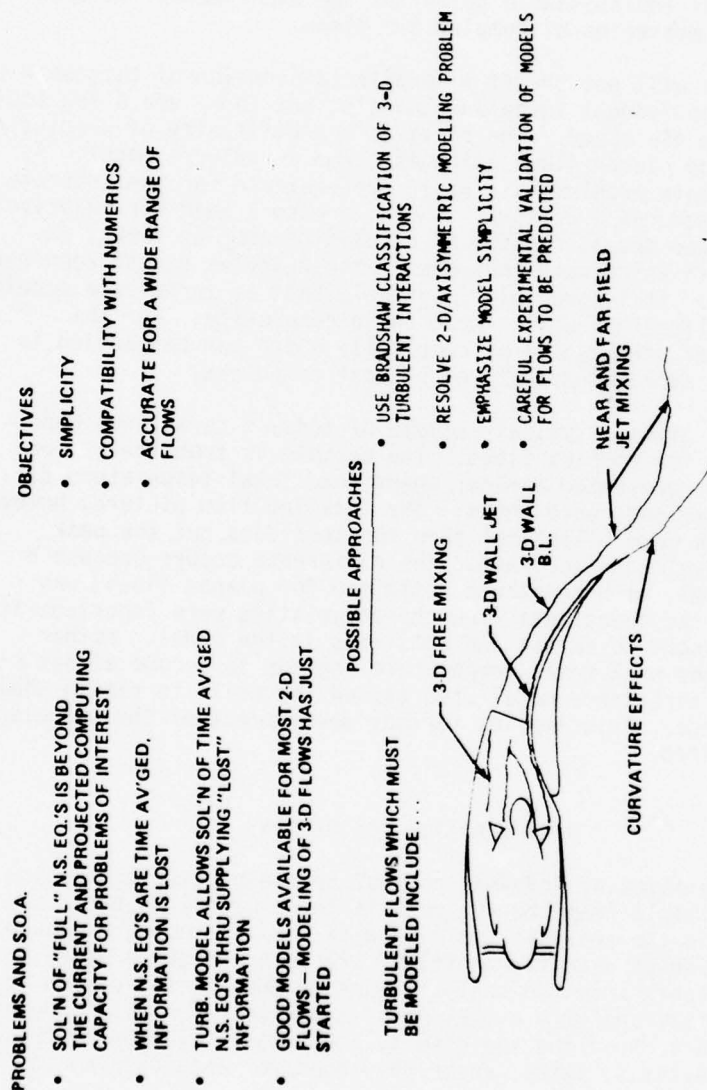 PROBLEMS AND S.O.A.
• SOL'N OF "FULL" N.S. EQ.'S IS BEYOND
THE CURRENT AND PROJECTED COMPUTING
CAPACITY FOR PROBLEMS OF INTEREST
• WHEN N.S. EQ'S ARE TIME AV'GED,
INFORMATION IS LOST
• TURB. MODEL ALLOWS SOL'N OF TIME AV'GED
N.S. EQ'S THRU SUPPLYING "LOST"
INFORMATION
• GOOD MODELS AVAILABLE FOR MOST 2-D
FLOWS – MODELING OF 3-D FLOWS HAS JUST
STARTED
OBJECTIVES
• SIMPLICITY
• COMPATIBILITY WITH NUMERICS
• ACCURATE FOR A WIDE RANGE OF
FLOWS
TURBULENT FLOWS WHICH MUST
BE MODELED INCLUDE . . .
3-D FREE MIXING
3-D WALL JET
3-D WALL
B.L.
NEAR AND FAR FIELD
JET MIXING
CURVATURE EFFECTS
POSSIBLE APPROACHES
• USE BRADSHAW CLASSIFICATION OF 3-D
TURBULENT INTERACTIONS
• RESOLVE 2-D/AXISYMMETRIC MODELING PROBLEM
• EMPHASIZE MODEL SIMPLICITY
• CAREFUL EXPERIMENTAL VALIDATION OF MODELS
FOR FLOWS TO BE PREDICTED